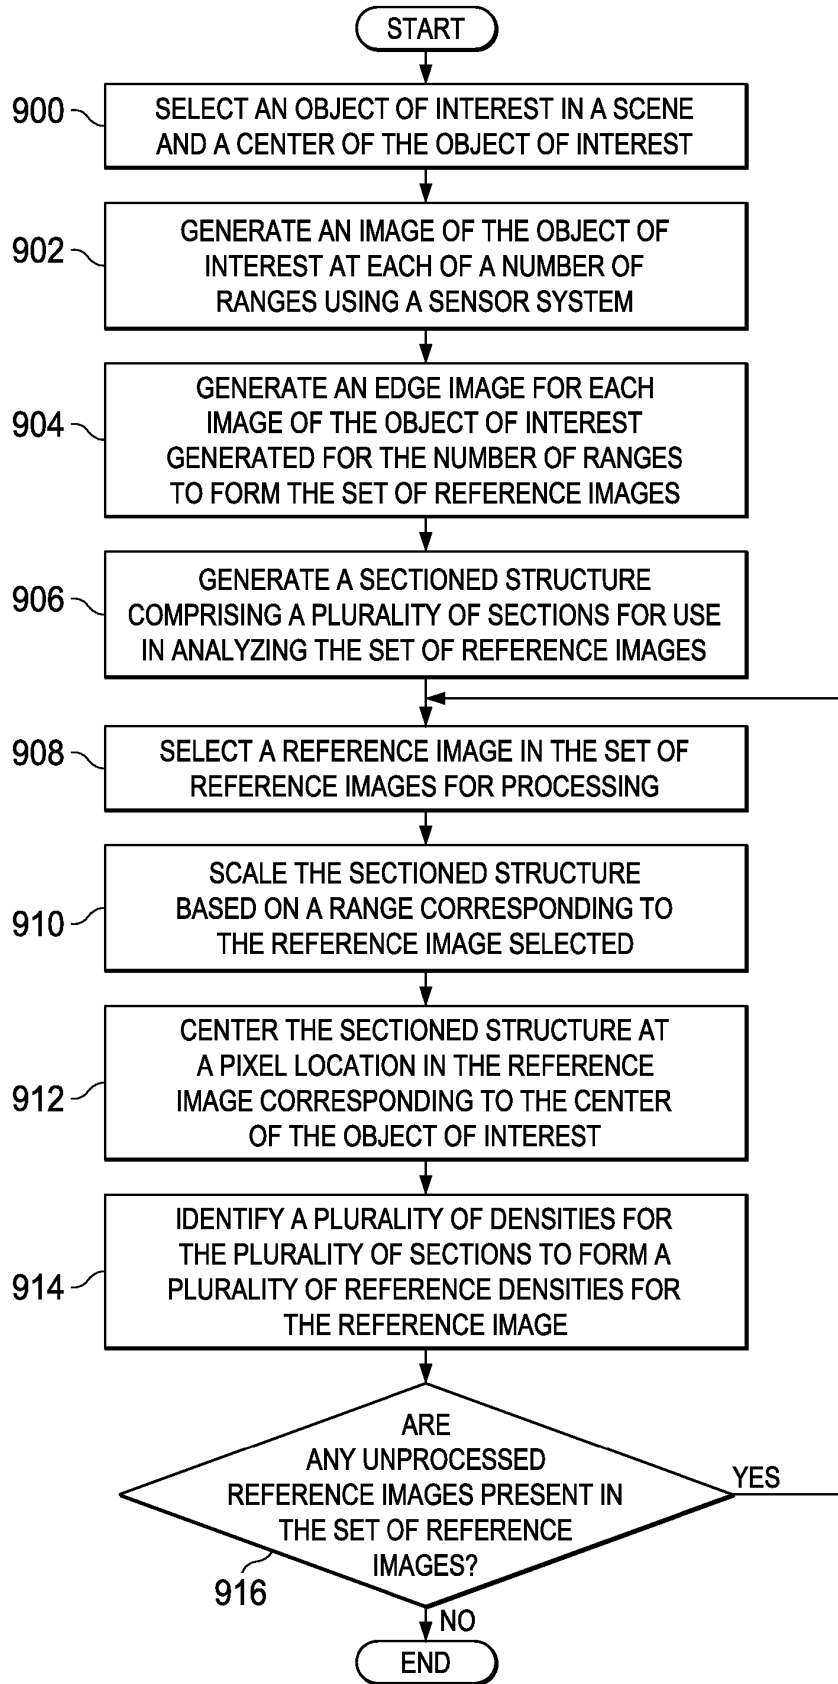 START
900
SELECT AN OBJECT OF INTEREST IN A SCENE
AND A CENTER OF THE OBJECT OF INTEREST
902
GENERATE AN IMAGE OF THE OBJECT OF
INTEREST AT EACH OF A NUMBER OF
RANGES USING A SENSOR SYSTEM
904
GENERATE AN EDGE IMAGE FOR EACH
IMAGE OF THE OBJECT OF INTEREST
GENERATED FOR THE NUMBER OF RANGES
TO FORM THE SET OF REFERENCE IMAGES
906
GENERATE A SECTIONED STRUCTURE
COMPRISING A PLURALITY OF SECTIONS FOR USE
IN ANALYZING THE SET OF REFERENCE IMAGES
908
SELECT A REFERENCE IMAGE IN THE SET OF
REFERENCE IMAGES FOR PROCESSING
910
SCALE THE SECTIONED STRUCTURE
BASED ON A RANGE CORRESPONDING TO
THE REFERENCE IMAGE SELECTED
912
CENTER THE SECTIONED STRUCTURE AT
A PIXEL LOCATION IN THE REFERENCE
IMAGE CORRESPONDING TO THE CENTER
OF THE OBJECT OF INTEREST
914
IDENTIFY A PLURALITY OF DENSITIES FOR
THE PLURALITY OF SECTIONS TO FORM A
PLURALITY OF REFERENCE DENSITIES FOR
THE REFERENCE IMAGE
ARE
ANY UNPROCESSED
REFERENCE IMAGES PRESENT IN
THE SET OF REFERENCE
IMAGES?
YES
916
NO
END